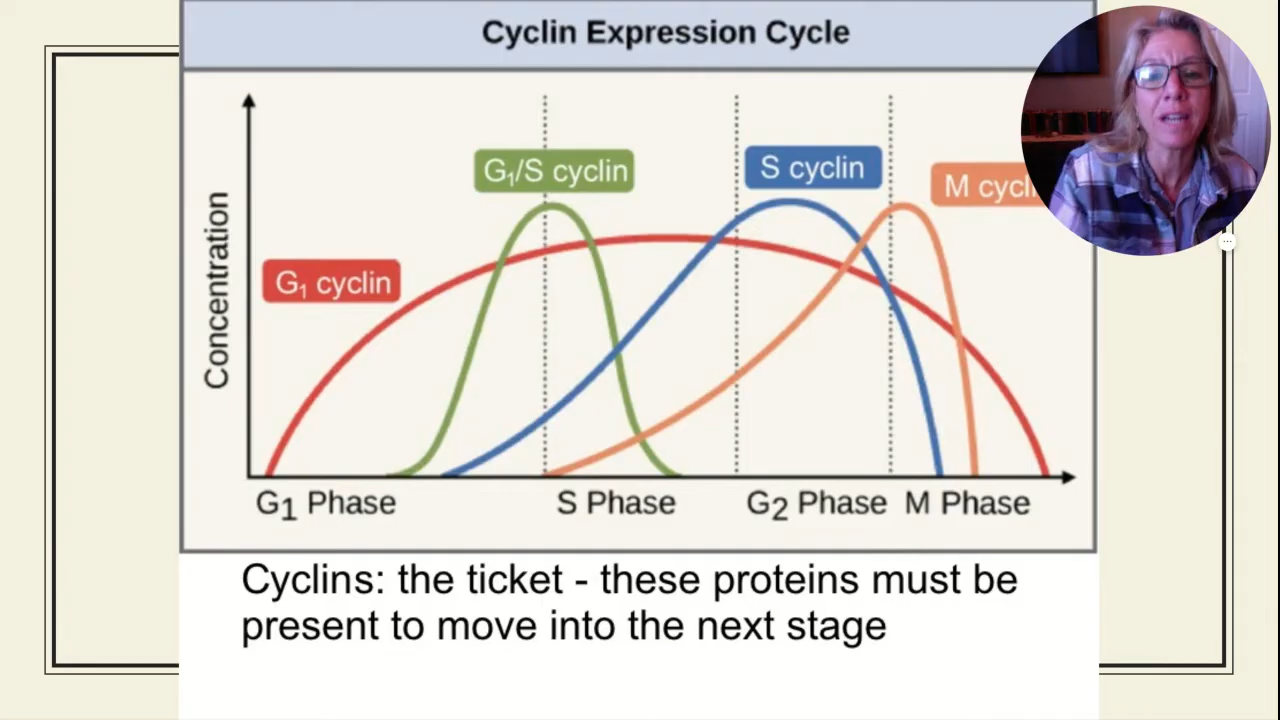 Cyclin Expression Cycle
G₁/S cyclin
S cyclin
M
G₁ cyclin
Concentration
G1 Phase
S Phase
G2 Phase
M Phase
Cyclins: the ticket - these proteins must be
present to move into the next stage